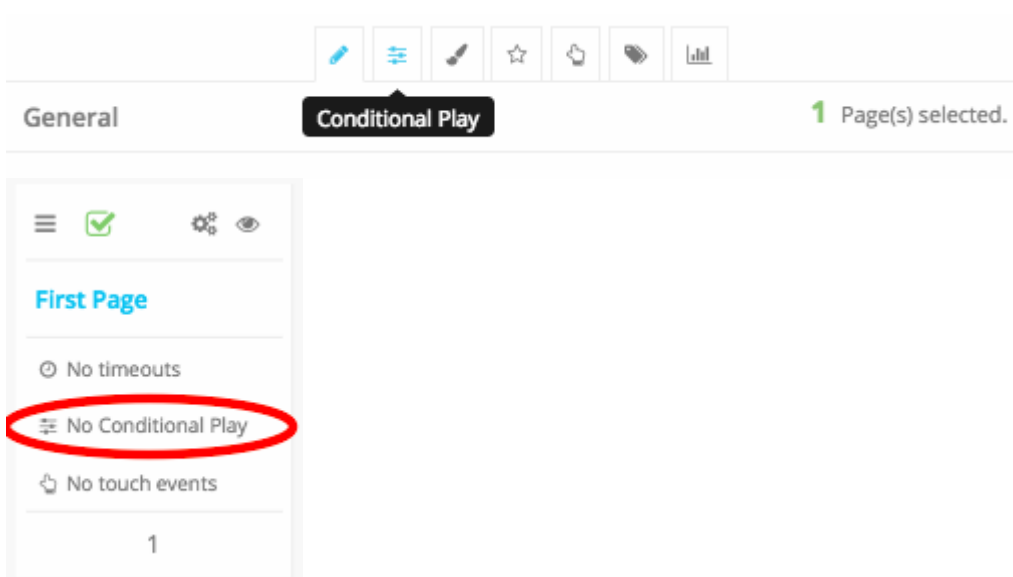 General
Conditional Play
1 Page(s) selected.
First Page
No timeouts
No Conditional Play
No touch events
1